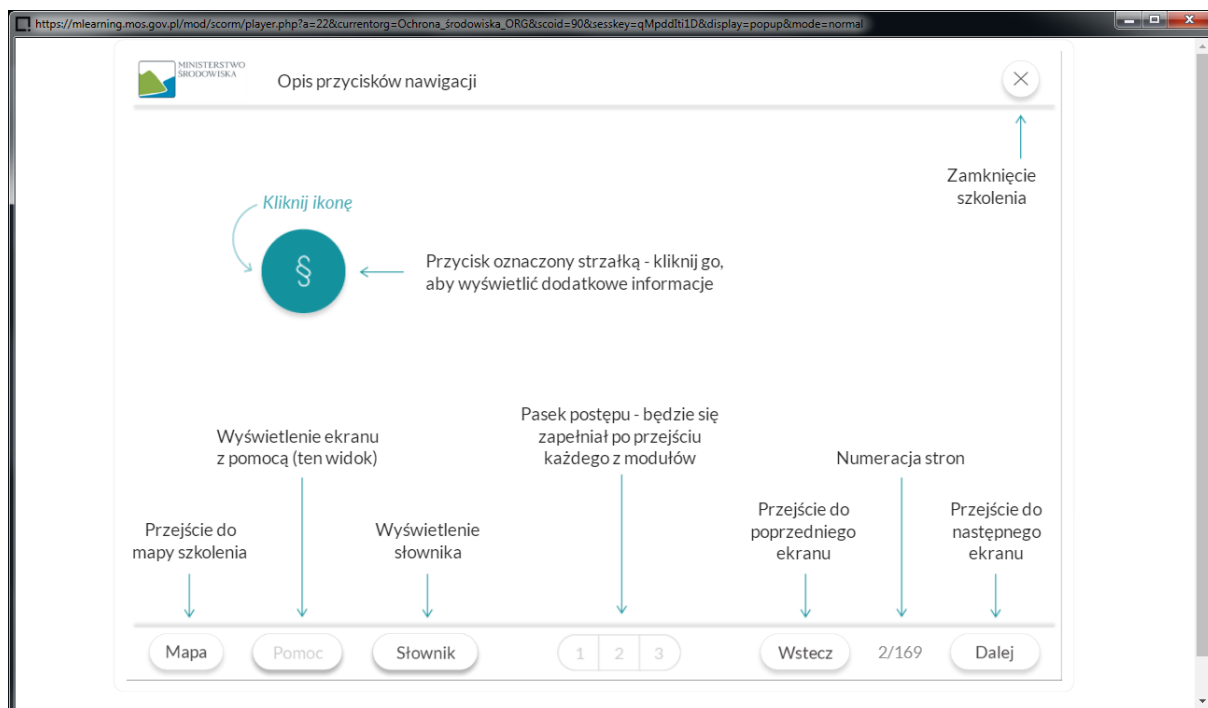 https://mlearning.mos.gov.pl/mod/scorm/player.php?a=22&currentorg=Ochrona_środowiska_ORG&scoid=90&sesskey=qMpddIti1D&display=popup&mode=normal
MINISTERSTWO
ŚRODOWISKA
Opis przycisków nawigacji
Zamknięcie
szkolenia
Kliknij ikonę
§
Przycisk oznaczony strzałką - kliknij go,
aby wyświetlić dodatkowe informacje
Pasek postępu - będzie się
zapełniał po przejściu
każdego z modułów
Wyświetlenie ekranu
z pomocą (ten widok)
Numeracja stron
Przejście do
mapy szkolenia
Wyświetlenie
słownika
Przejście do
poprzedniego
ekranu
Przejście do
następnego
ekranu
Mapa
Pomoc
Słownik
1 2 3
Wstecz
2/169
Dalej